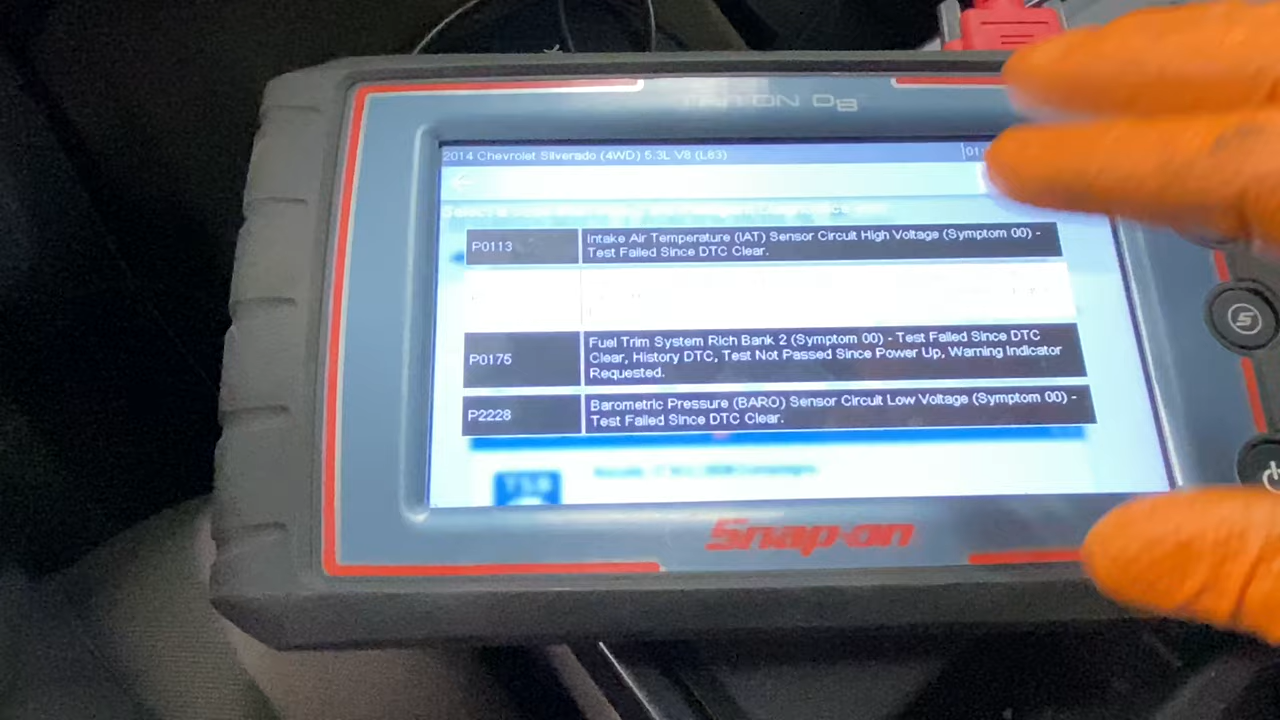 TRITON D8
2014 Chevrolet Silverado (4WD) 5.3L V8 (L83)
01:
P0113
Intake Air Temperature (IAT) Sensor Circuit High Voltage (Symptom 00) -
Test Failed Since DTC Clear.
P0175
Fuel Trim System Rich Bank 2 (Symptom 00) - Test Failed Since DTC
Clear, History DTC, Test Not Passed Since Power Up, Warning Indicator
Requested.
P2228
Barometric Pressure (BARO) Sensor Circuit Low Voltage (Symptom 00) -
Test Failed Since DTC Clear.
Snap-on
S